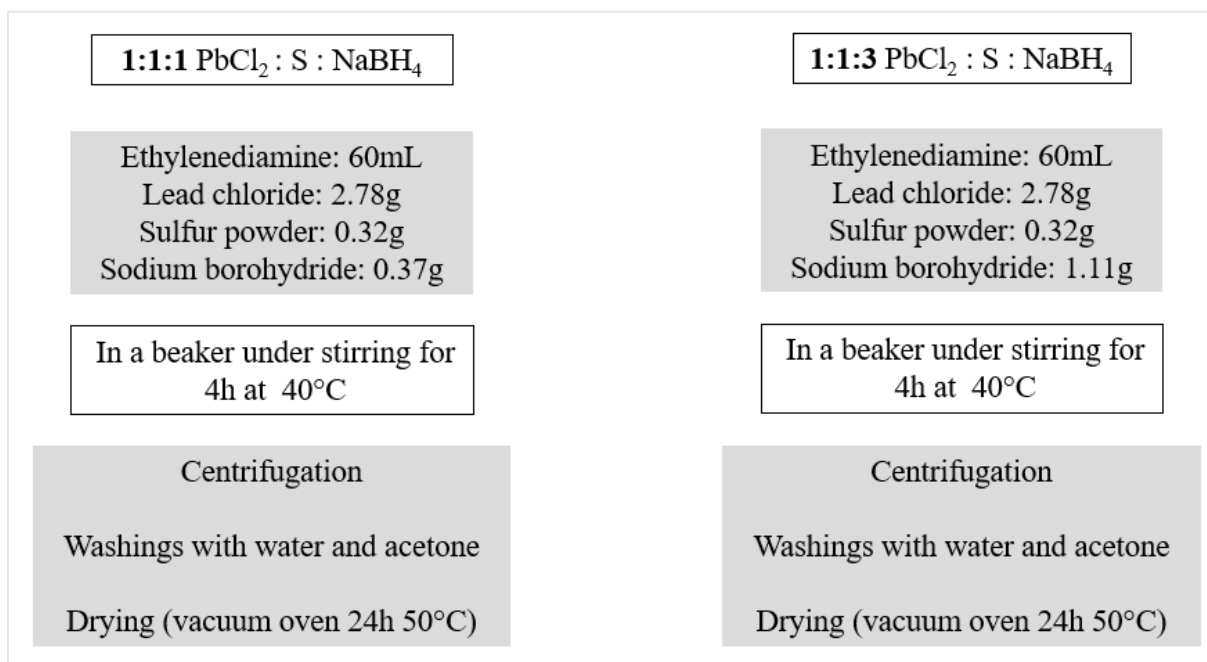 1:1:1 PbCl₂ : S : NaBH₄
Ethylenediamine: 60mL
Lead chloride: 2.78g
Sulfur powder: 0.32g
Sodium borohydride: 0.37g
In a beaker under stirring for
4h at 40°C
Centrifugation
Washings with water and acetone
Drying (vacuum oven 24h 50°C)
1:1:3 PbCl₂ : S : NaBH₄
Ethylenediamine: 60mL
Lead chloride: 2.78g
Sulfur powder: 0.32g
Sodium borohydride: 1.11g
In a beaker under stirring for
4h at 40°C
Centrifugation
Washings with water and acetone
Drying (vacuum oven 24h 50°C)